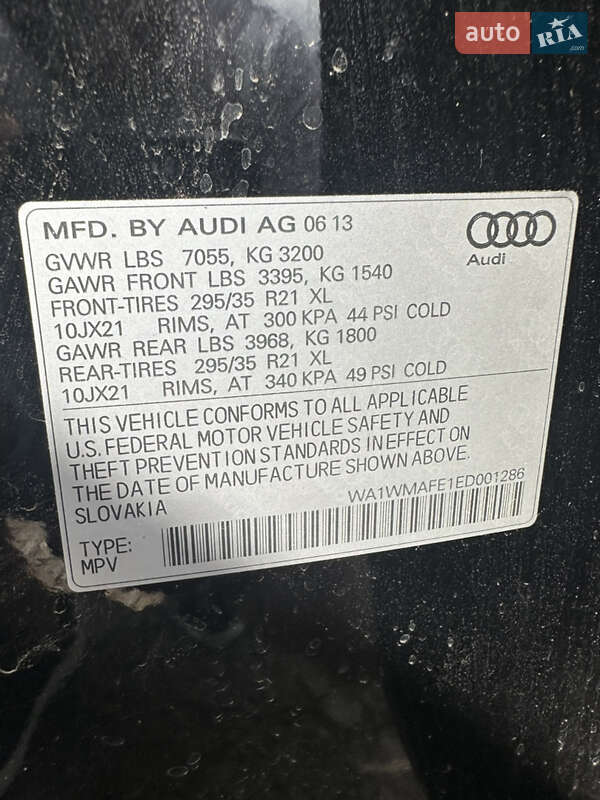 auto RIA .com
MFD. BY AUDI AG 06 13
Audi
GVWR LBS 7055, KG 3200
GAWR FRONT LBS 3395, KG 1540
FRONT-TIRES 295/35 R21 XL
10JX21 RIMS, AT 300 KPA 44 PSI COLD
GAWR REAR LBS 3968, KG 1800
REAR-TIRES 295/35 R21 XL
10JX21 RIMS, AT 340 KPA 49 PSI COLD
THIS VEHICLE CONFORMS TO ALL APPLICABLE
U.S. FEDERAL MOTOR VEHICLE SAFETY AND
THEFT PREVENTION STANDARDS IN EFFECT ON
THE DATE OF MANUFACTURE SHOWN ABOVE.
SLOVAKIA
WA1WMAFE1ED001286
TYPE:
MPV